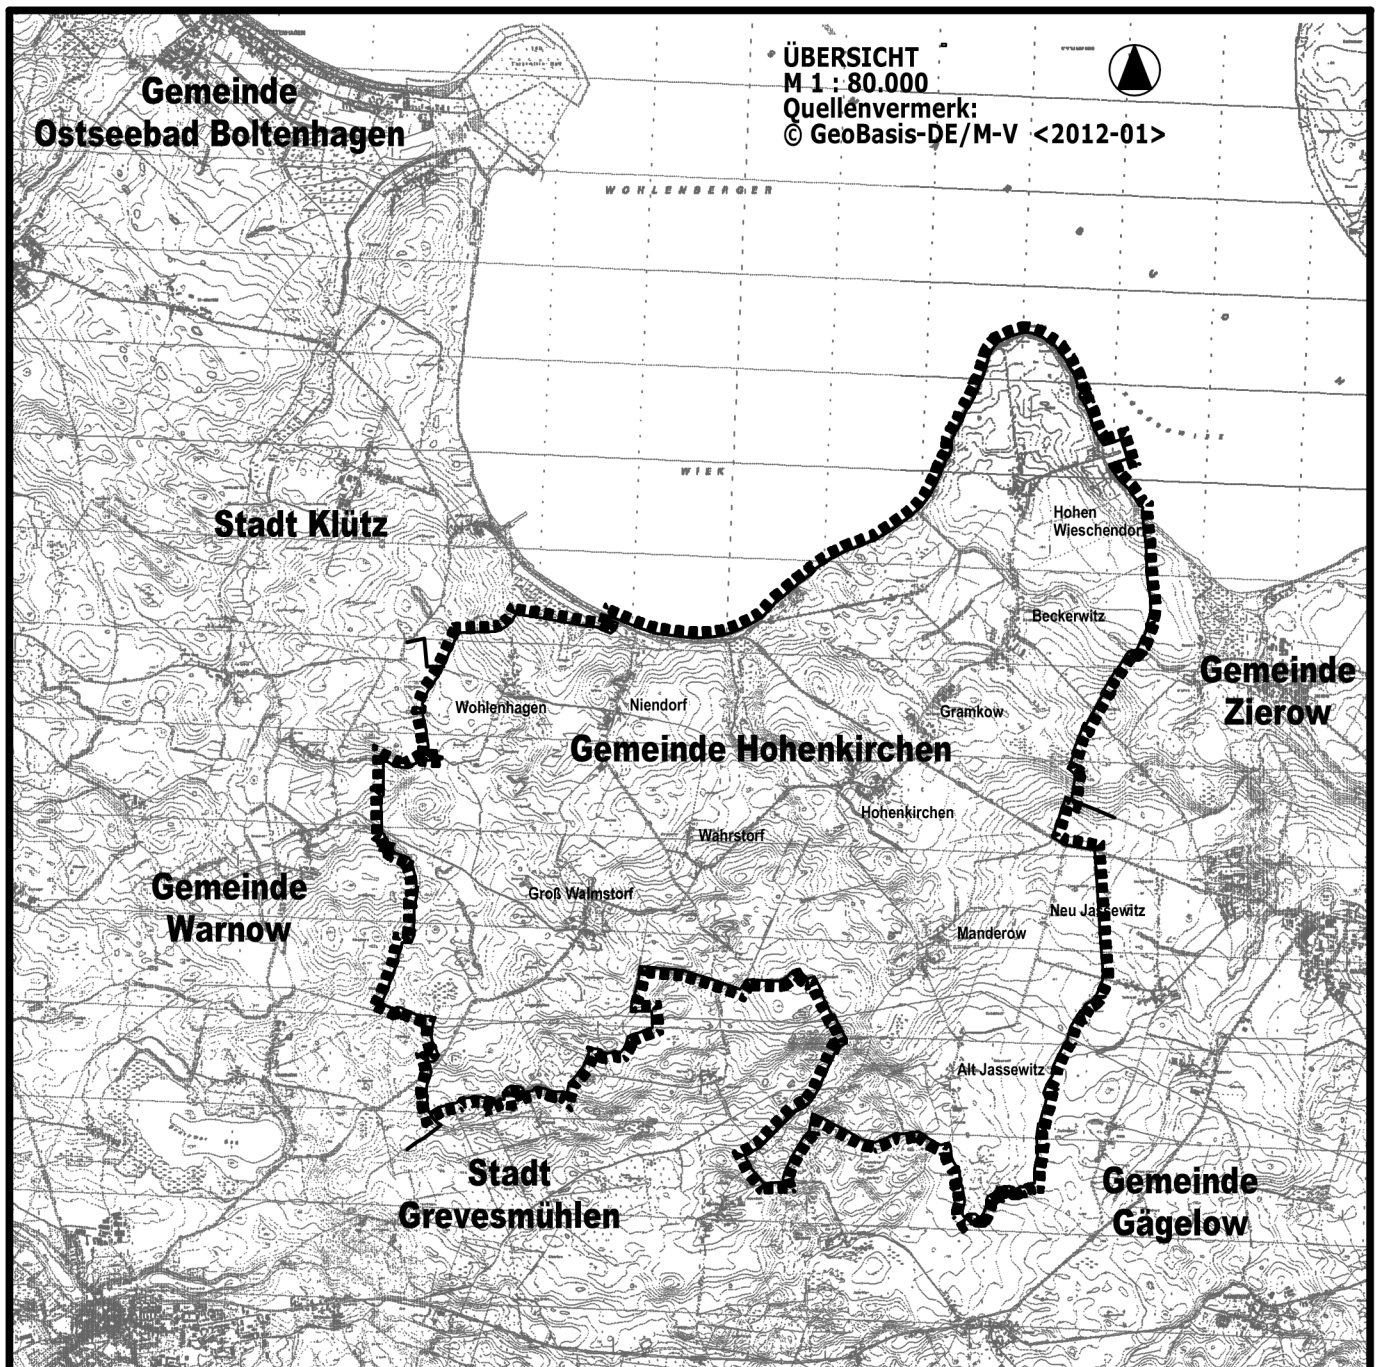 Gemeinde
Ostseebad Boltenhagen
ÜBERSICHT
M 1 : 80.000
Quellenvermerk:
© GeoBasis-DE/M-V <2012-01>
WOHLENBERGER
WIEK
Stadt Klütz
Hohen
Wieschendorf
Beckerwitz
Gemeinde
Zierow
Wohlenhagen
Niendorf
Gramkow
Gemeinde Hohenkirchen
Hohenkirchen
Wahrstorf
Gemeinde
Warnow
Groß Walmstorf
Neu Jassewitz
Manderow
Alt Jassewitz
Stadt
Grevesmühlen
Gemeinde
Gägelow